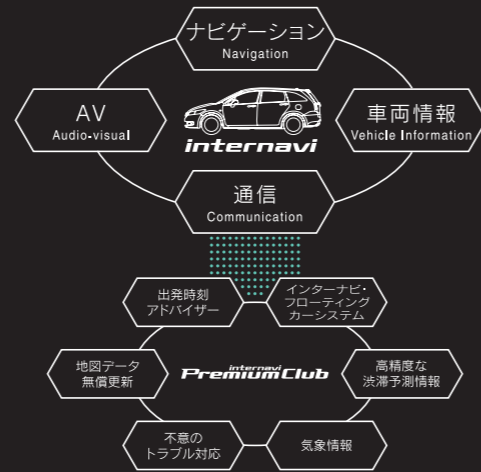 ナビゲーション
Navigation
AV
Audio-visual
internavi
車両情報
Vehicle Information
通信
Communication
出発時刻
アドバイザー
インターナビ・
フローティング
カーシステム
地図データ
無償更新
internavi
PremiumClub
高精度な
渋滞予測情報
不意の
トラブル対応
気象情報